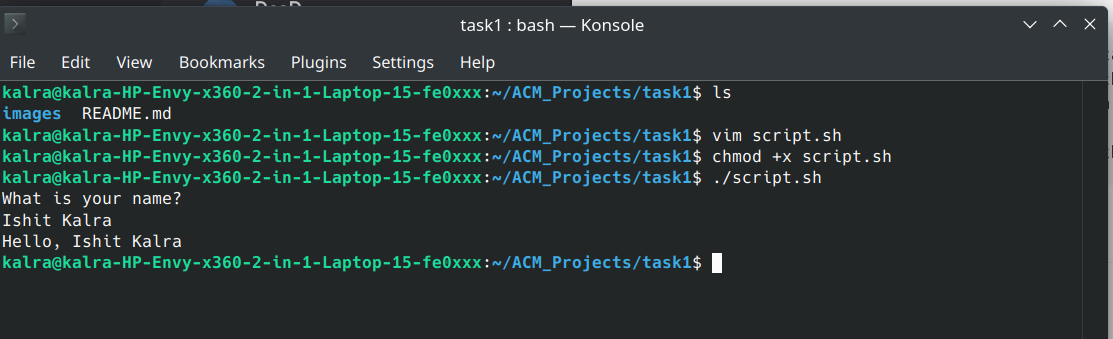 task1 : bash — Konsole
File Edit View Bookmarks Plugins Settings Help
kalra@kalra-HP-Envy-x360-2-in-1-Laptop-15-fe0xxx:~/ACM_Projects/task1$ ls
images README.md
kalra@kalra-HP-Envy-x360-2-in-1-Laptop-15-fe0xxx:~/ACM_Projects/task1$ vim script.sh
kalra@kalra-HP-Envy-x360-2-in-1-Laptop-15-fe0xxx:~/ACM_Projects/task1$ chmod +x script.sh
kalra@kalra-HP-Envy-x360-2-in-1-Laptop-15-fe0xxx:~/ACM_Projects/task1$ ./script.sh
What is your name?
Ishit Kalra
Hello, Ishit Kalra
kalra@kalra-HP-Envy-x360-2-in-1-Laptop-15-fe0xxx:~/ACM_Projects/task1$